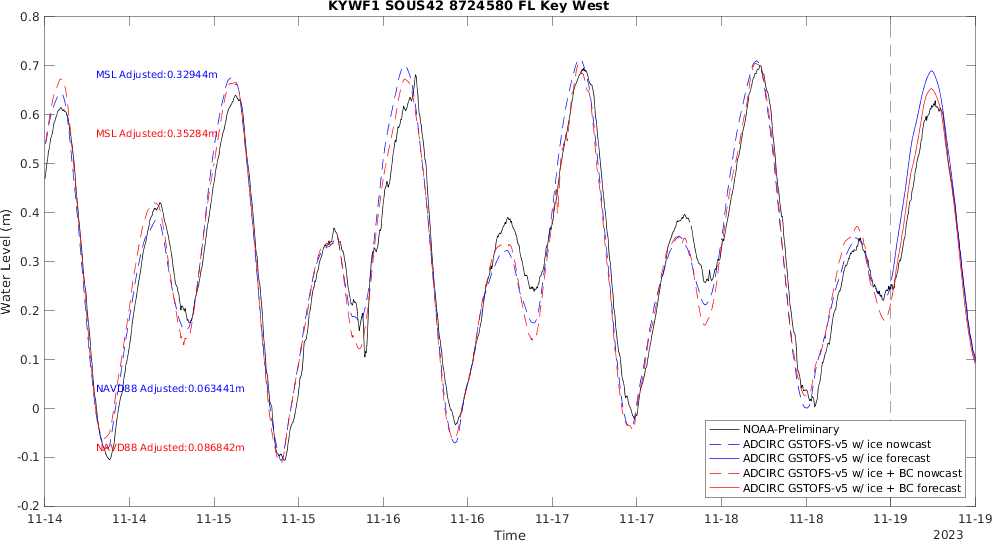 KYWF1 SOUS42 8724580 FL Key West
0.8
0.7
0.6
0.5
0.4
0.3
0.2
0.1
0
-0.1
-0.2
Water Level (m)
MSL Adjusted:0.32944m
MSL Adjusted:0.35284m
NAVD88 Adjusted:0.063441m
NAVD88 Adjusted:0.086842m
NOAA-Preliminary
ADCIRC GSTOFS-v5 w/ ice nowcast
ADCIRC GSTOFS-v5 w/ ice forecast
ADCIRC GSTOFS-v5 w/ ice + BC nowcast
ADCIRC GSTOFS-v5 w/ ice + BC forecast
11-14 11-14 11-15 11-15 11-16 11-16 11-17 11-17 11-18 11-18 11-19 11-19
Time
2023